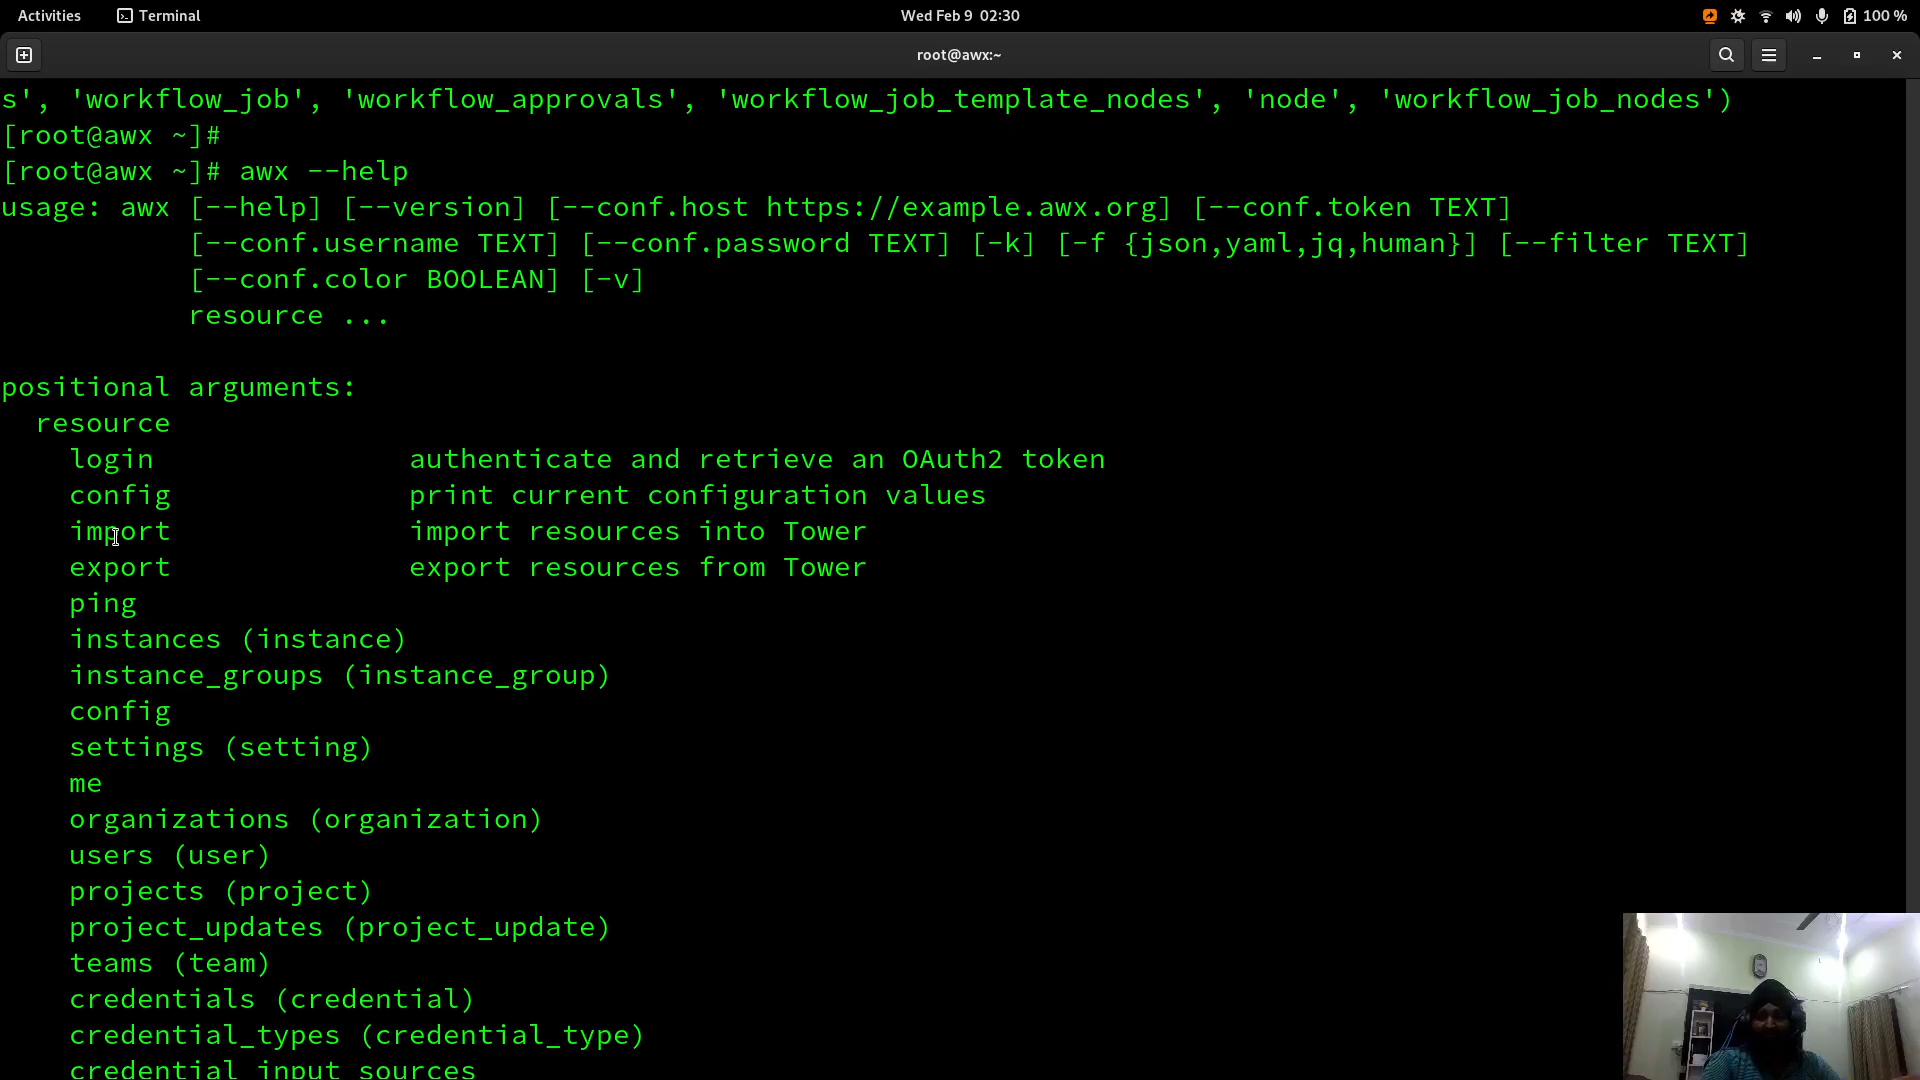 Activities
Terminal
Wed Feb 9 02:30
100 %
root@awx:~
s', 'workflow_job', 'workflow_approvals', 'workflow_job_template_nodes', 'node', 'workflow_job_nodes')
[root@awx ~]#
[root@awx ~]# awx --help
usage: awx [--help] [--version] [--conf.host https://example.awx.org] [--conf.token TEXT]
[--conf.username TEXT] [--conf.password TEXT] [-k] [-f {json,yaml,jq,human}] [--filter TEXT]
[--conf.color BOOLEAN] [-v]
resource ...
positional arguments:
resource
login authenticate and retrieve an OAuth2 token
config print current configuration values
import import resources into Tower
export export resources from Tower
ping
instances (instance)
instance_groups (instance_group)
config
settings (setting)
me
organizations (organization)
users (user)
projects (project)
project_updates (project_update)
teams (team)
credentials (credential)
credential_types (credential_type)
credential_input_sources